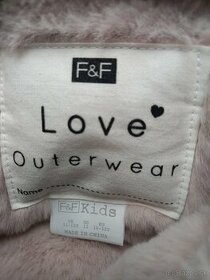 F&F
Love
Outerwear
Name
F&F Kids
MADE IN CHINA